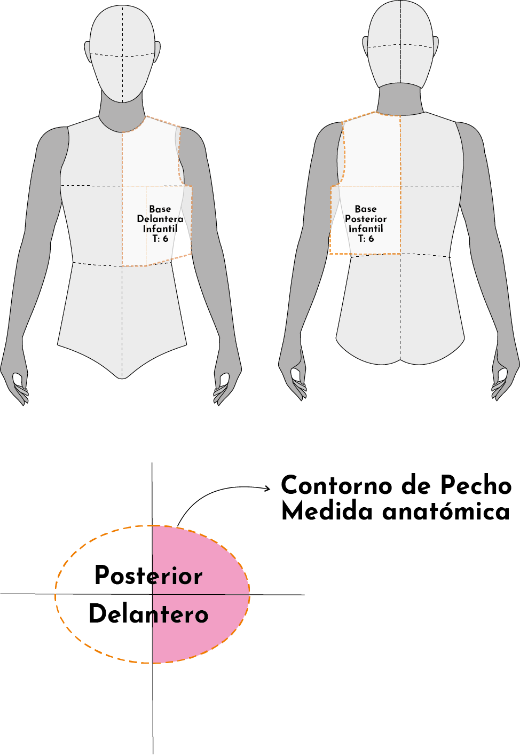 Base
Delantera
Infantil
T: 6
Base
Posterior
Infantil
T: 6
Contorno de Pecho
Medida anatómica
Posterior
Delantero